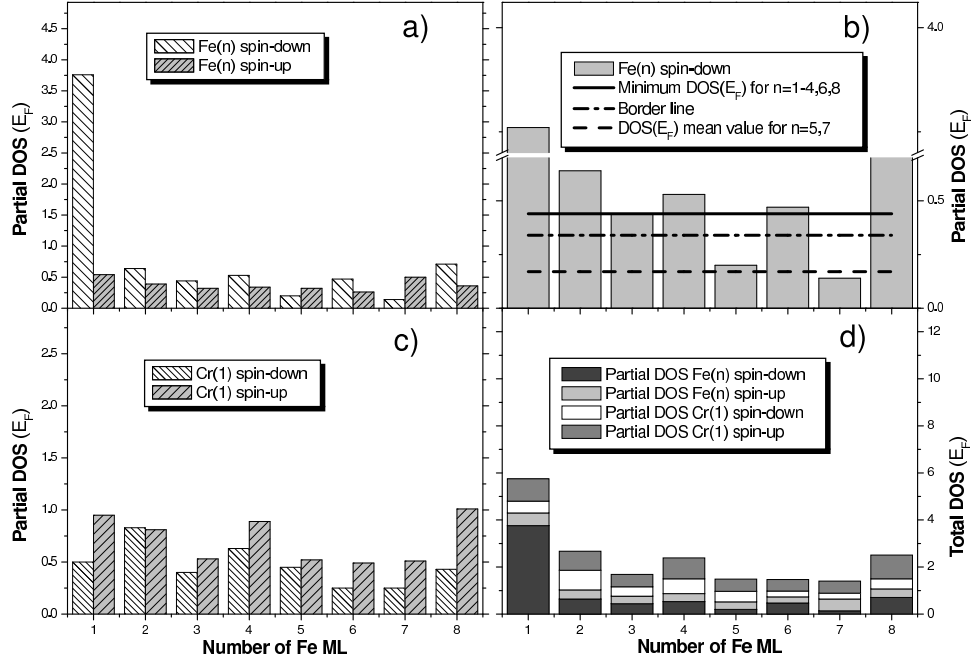 a)
4.5
4.0
3.5
3.0
2.5
2.0
1.5
1.0
0.5
0.0
Partial DOS (E_F)
Fe(n) spin-down
Fe(n) spin-up
b)
4.0
0.5
0.0
Partial DOS (E_F)
Fe(n) spin-down
Minimum DOS(E_F) for n=1-4,6,8
Border line
DOS(E_F) mean value for n=5,7
c)
2.5
2.0
1.5
1.0
0.5
0.0
Partial DOS (E_F)
Cr(1) spin-down
Cr(1) spin-up
1 2 3 4 5 6 7 8
Number of Fe ML
d)
12
10
8
6
4
2
0
Total DOS (E_F)
Partial DOS Fe(n) spin-down
Partial DOS Fe(n) spin-up
Partial DOS Cr(1) spin-down
Partial DOS Cr(1) spin-up
1 2 3 4 5 6 7 8
Number of Fe ML